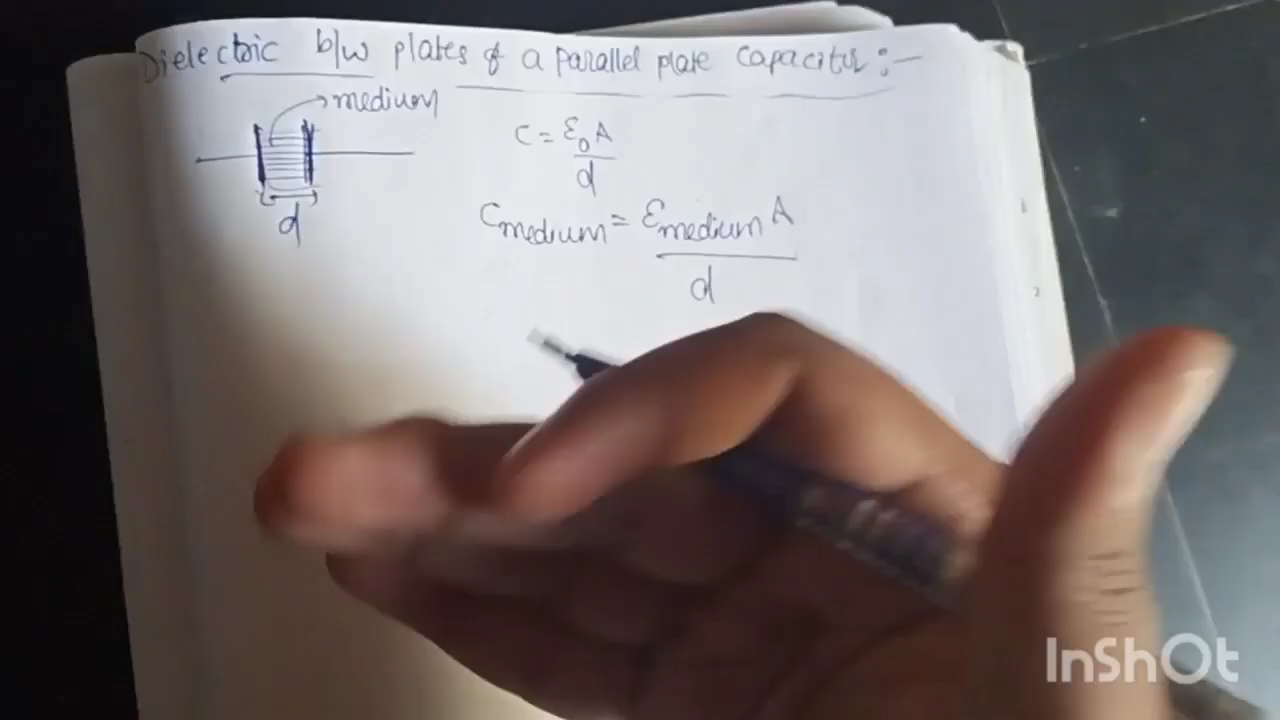 Dielectric b/w plates of a parallel plate capacitor :-
medium
d
C = ε₀A
d
Cmedium = εmedium A
d
InShOt